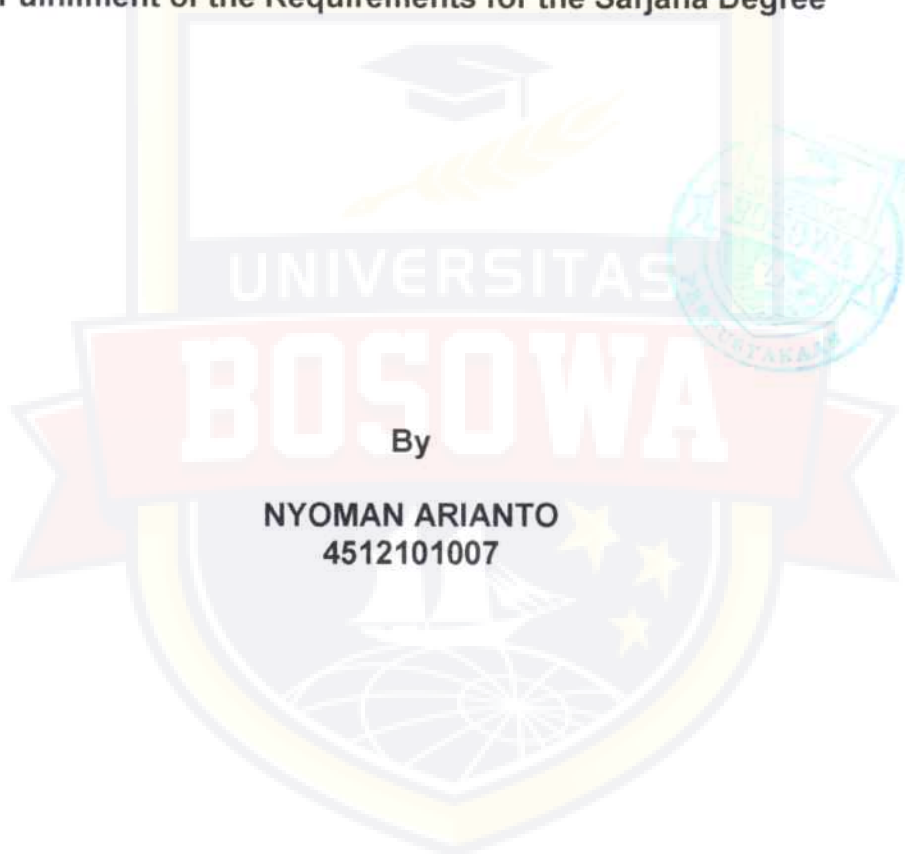 Fulfillment of the Requirements for the Sarjana Degree
UNIVERSITAS
BOSOWA
By
NYOMAN ARIANTO
4512101007